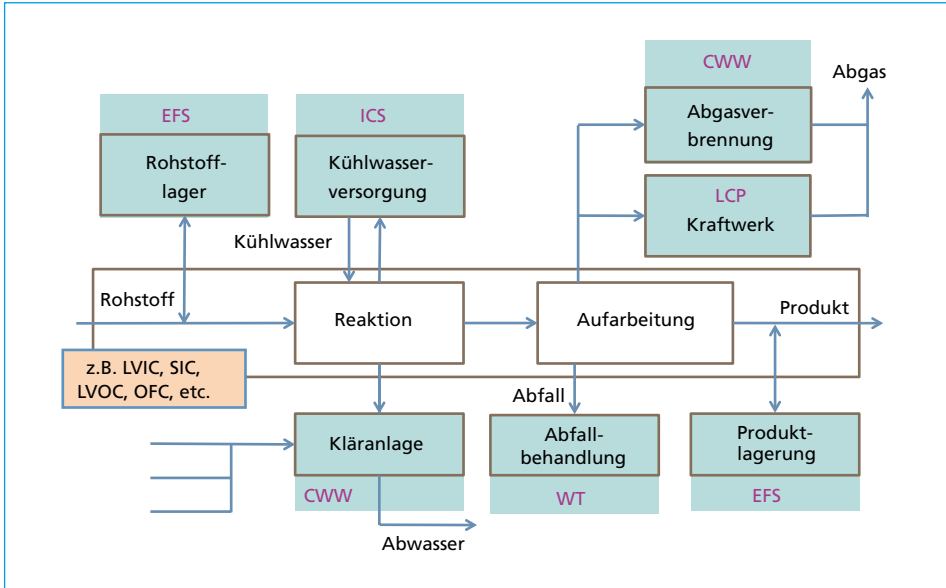 CWW
Abgas
EFS
ICS
Abgasver-
brennung
Rohstoff-
lager
Kühlwasser-
versorgung
LCP
Kraftwerk
Kühlwasser
Rohstoff
Produkt
Reaktion
Aufarbeitung
z.B. LVIC, SIC,
LVOC, OFC, etc.
Abfall
Kläranlage
Abfall-
behandlung
Produkt-
lagerung
CWW
WT
EFS
Abwasser